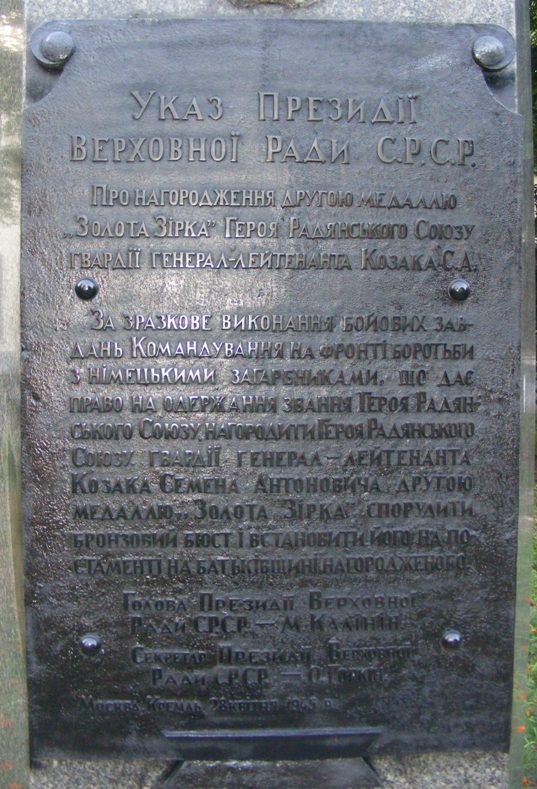 Указ Президії
Верховної Ради С.Р.С.Р.
Про нагородження другою медаллю
„Золота Зірка" Героя Радянського Союзу
гвардії генерал-лейтенанта Козака С.А.
За зразкове виконання бойових зав-
дань Командування на фронті боротьби
з німецькими загарбниками, що дає
право на одержання звання Героя Радян-
ського Союзу, нагородити Героя Радянського
Союзу гвардії генерал-лейтенанта
Козака Семена Антоновича другою
медаллю „Золота Зірка", спорудити
бронзовий бюст і встановити його на по-
стаменті на батьківщині нагородженого.
Голова Президії Верховної
Ради С.Р.С.Р. — М. Калінін.
Секретар Президії Верховної
Ради С.Р.С.Р. — О. Горкін.
Москва Кремль 28 квітня 1945 р.